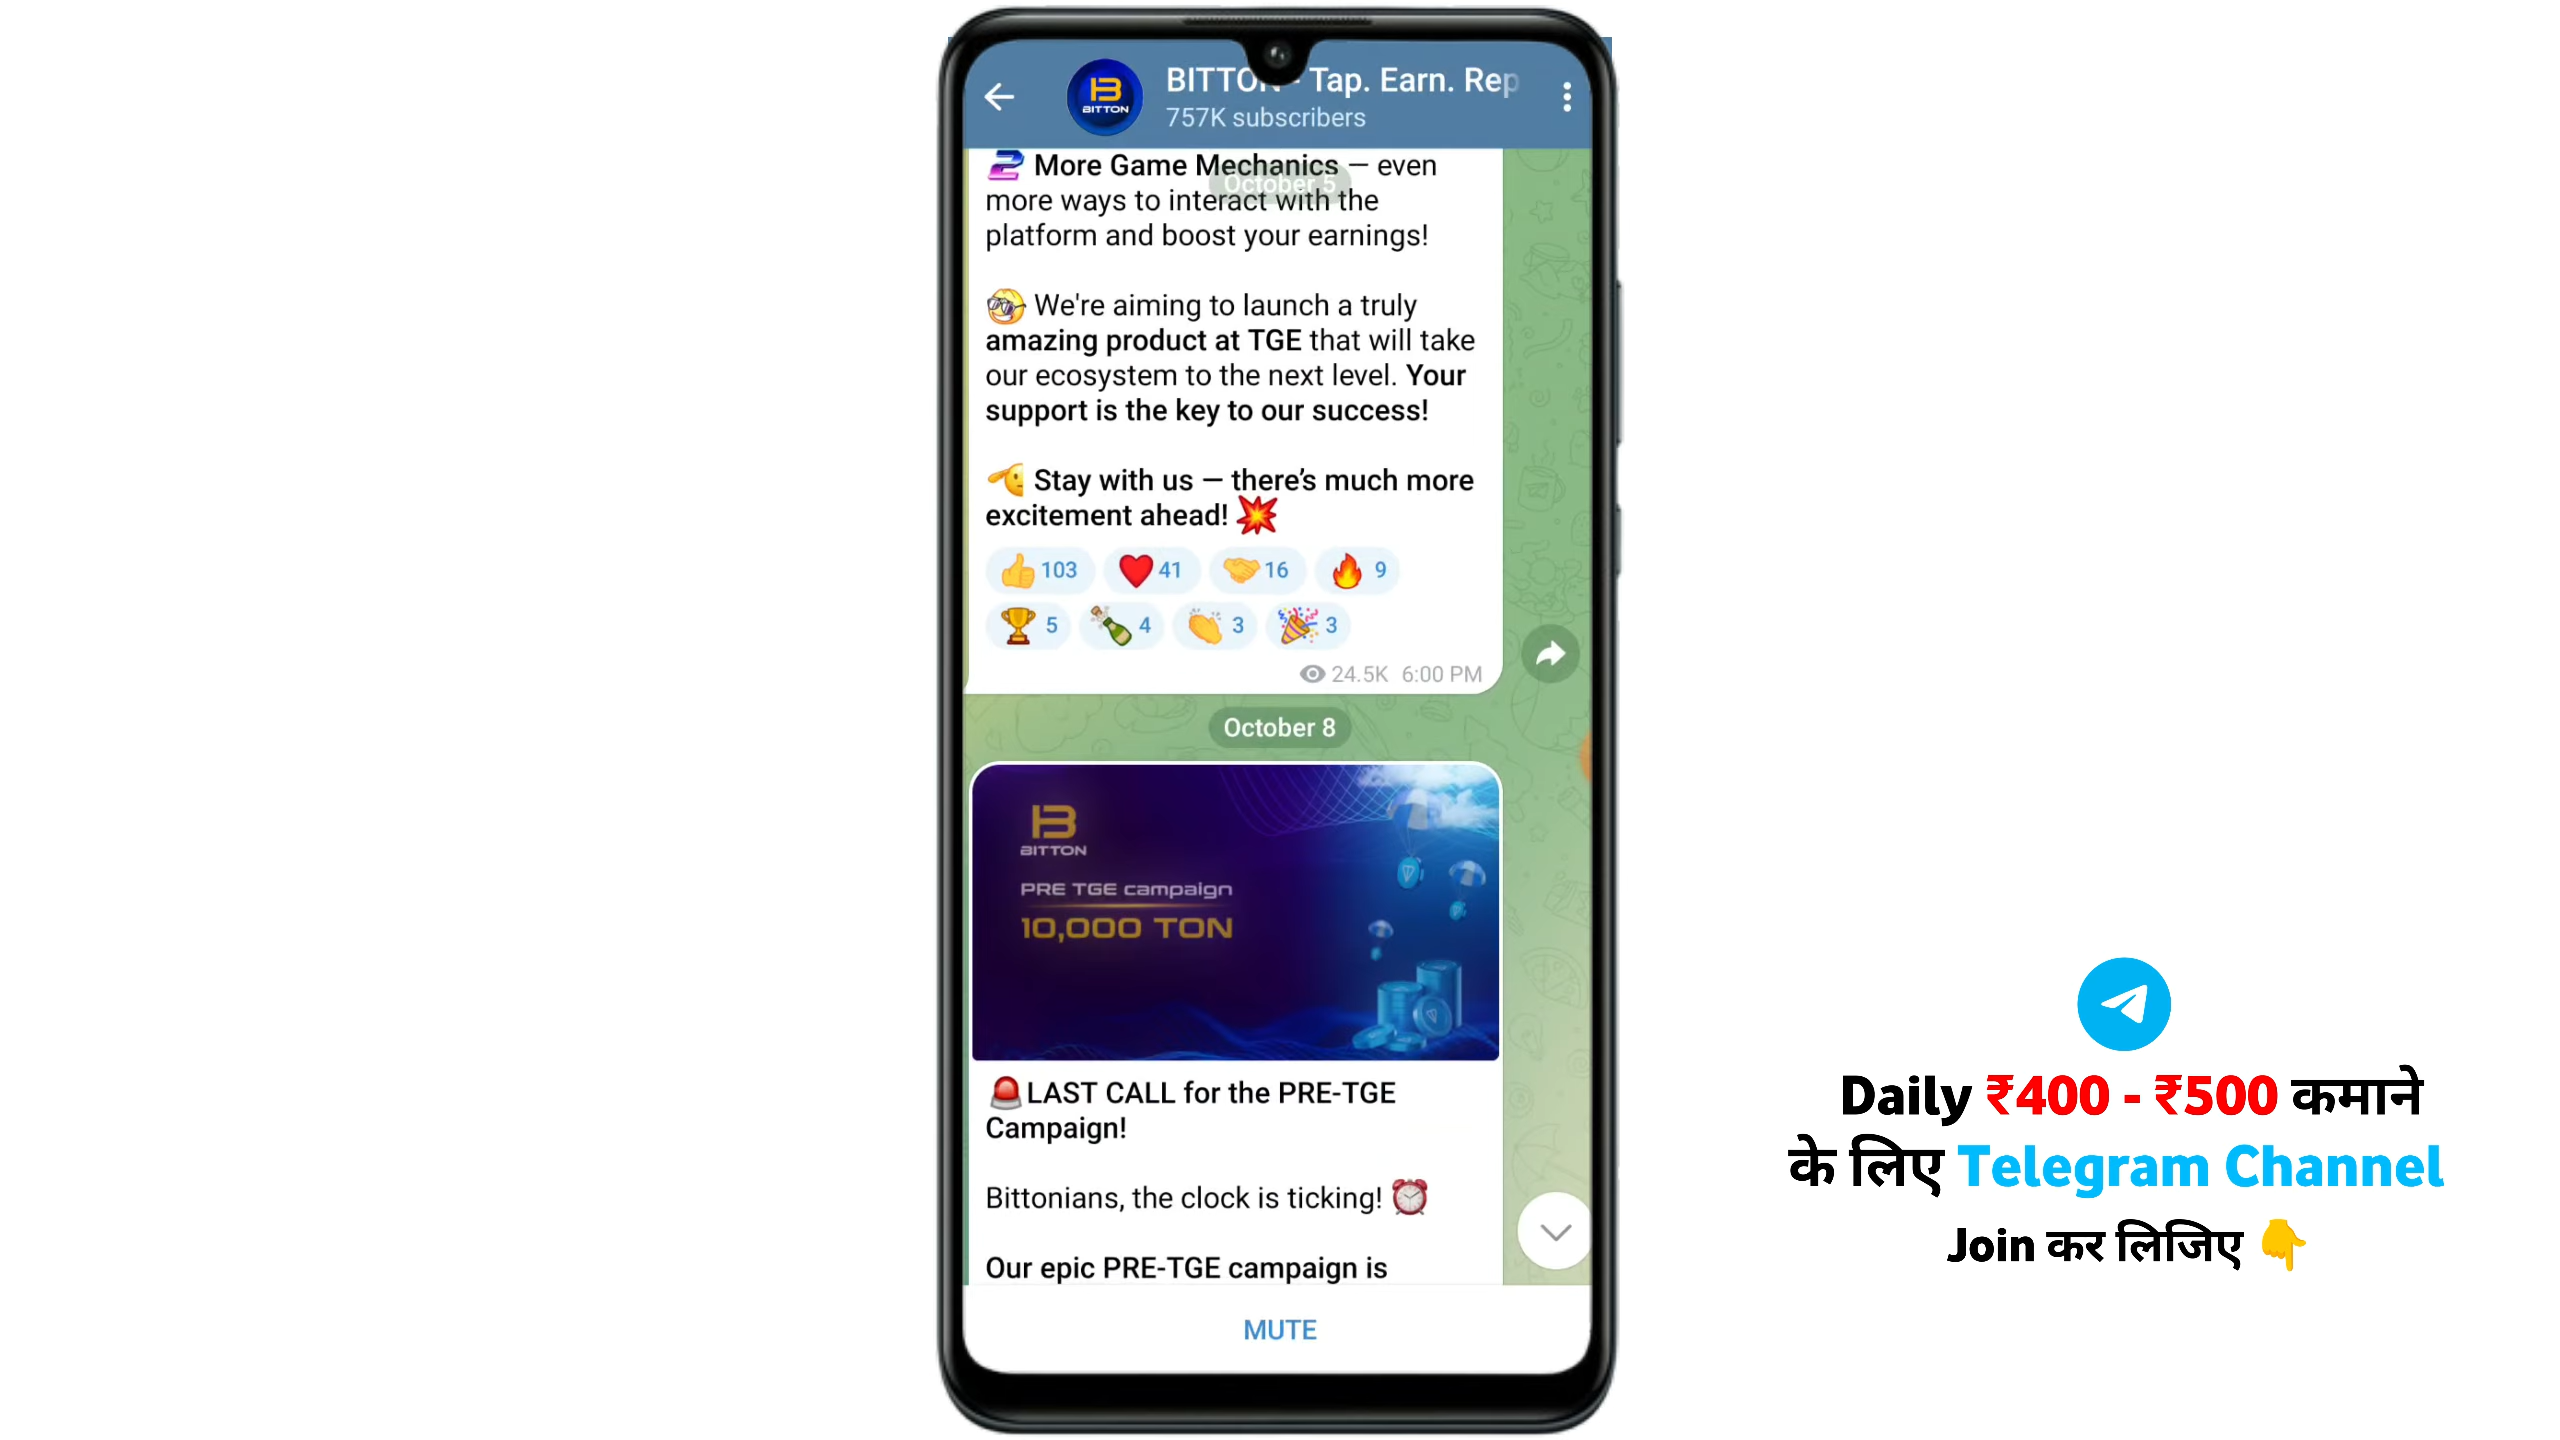 BITTON - Tap. Earn. Rep
757K subscribers
BITTON
More Game Mechanics — even
October 5
more ways to interact with the
platform and boost your earnings!
We're aiming to launch a truly
amazing product at TGE that will take
our ecosystem to the next level. Your
support is the key to our success!
Stay with us — there's much more
excitement ahead!
103 41 16 9
5 4 3 3
24.5K 6:00 PM
October 8
BITTON
PRE TGE campaign
10,000 TON
LAST CALL for the PRE-TGE
Campaign!
Bittonians, the clock is ticking!
Our epic PRE-TGE campaign is
MUTE
Daily ₹400 - ₹500 कमाने
के लिए Telegram Channel
Join कर लिजिए